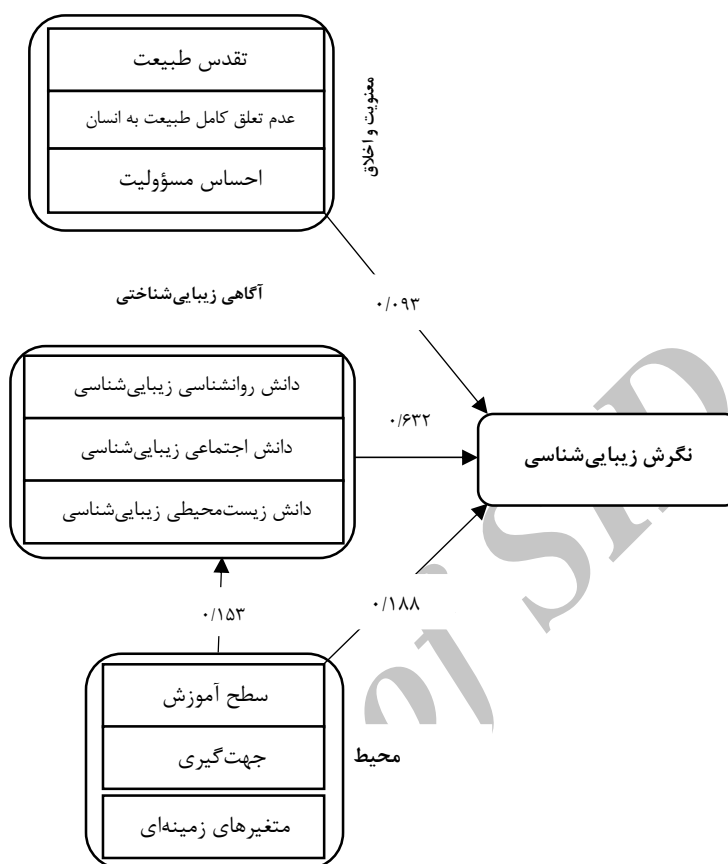 تقدس طبیعت
عدم تعلق کامل طبیعت به انسان
احساس مسؤولیت
معنویت و اخلاق
۰/۰۹۳
آگاهی زیبایی‌شناختی
دانش روانشناسی زیبایی‌شناسی
دانش اجتماعی زیبایی‌شناسی
دانش زیست‌محیطی زیبایی‌شناسی
۰/۶۳۲
نگرش زیبایی‌شناسی
۰/۱۵۳
۰/۱۸۸
سطح آموزش
جهت‌گیری
متغیرهای زمینه‌ای
محیط